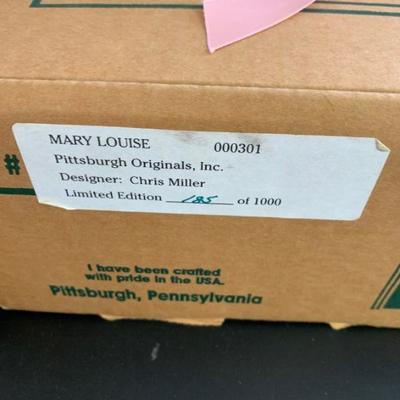 MARY LOUISE 000301
Pittsburgh Originals, Inc.
Designer: Chris Miller
Limited Edition 185 of 1000
#
I have been crafted
with pride in the USA.
Pittsburgh, Pennsylvania